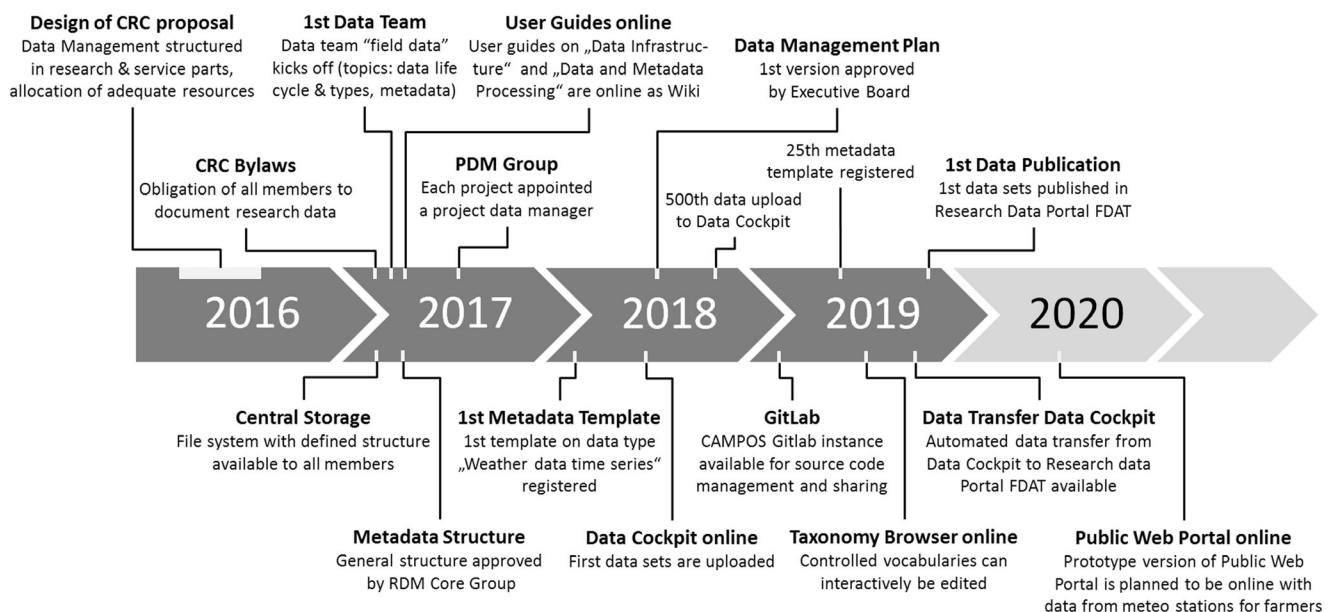 Design of CRC proposal
Data Management structured
in research & service parts,
allocation of adequate resources
1st Data Team
Data team “field data”
kicks off (topics: data life
cycle & types, metadata)
User Guides online
User guides on „Data Infrastruc-
ture“ and „Data and Metadata
Processing“ are online as Wiki
Data Management Plan
1st version approved
by Executive Board
CRC Bylaws
Obligation of all members to
document research data
PDM Group
Each project appointed
a project data manager
500th data upload
to Data Cockpit
25th metadata
template registered
1st Data Publication
1st data sets published in
Research Data Portal FDAT
2016
2017
2018
2019
2020
Central Storage
File system with defined structure
available to all members
1st Metadata Template
1st template on data type
„Weather data time series“
registered
GitLab
CAMPOS Gitlab instance
available for source code
management and sharing
Data Transfer Data Cockpit
Automated data transfer from
Data Cockpit to Research data
Portal FDAT available
Metadata Structure
General structure approved
by RDM Core Group
Data Cockpit online
First data sets are uploaded
Taxonomy Browser online
Controlled vocabularies can
interactively be edited
Public Web Portal online
Prototype version of Public Web
Portal is planned to be online with
data from meteo stations for farmers